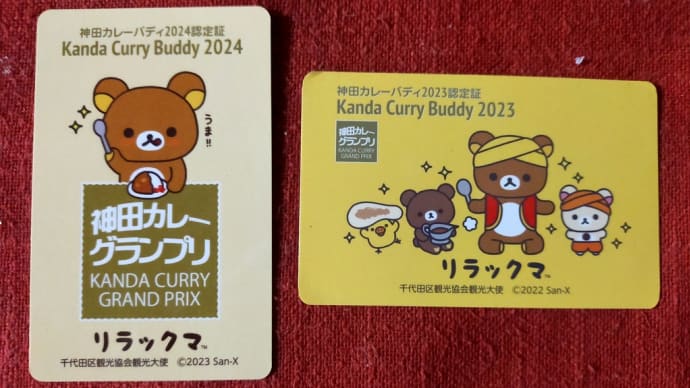 神田カレーバディ2024認定証
Kanda Curry Buddy 2024
うま!!
神田カレー
グランプリ
KANDA CURRY
GRAND PRIX
リラックマ™
千代田区観光協会観光大使 ©2023 San-X
神田カレーバディ2023認定証
Kanda Curry Buddy 2023
神田カレー
グランプリ
KANDA CURRY
GRAND PRIX
リラックマ™
千代田区観光協会観光大使 ©2022 San-X